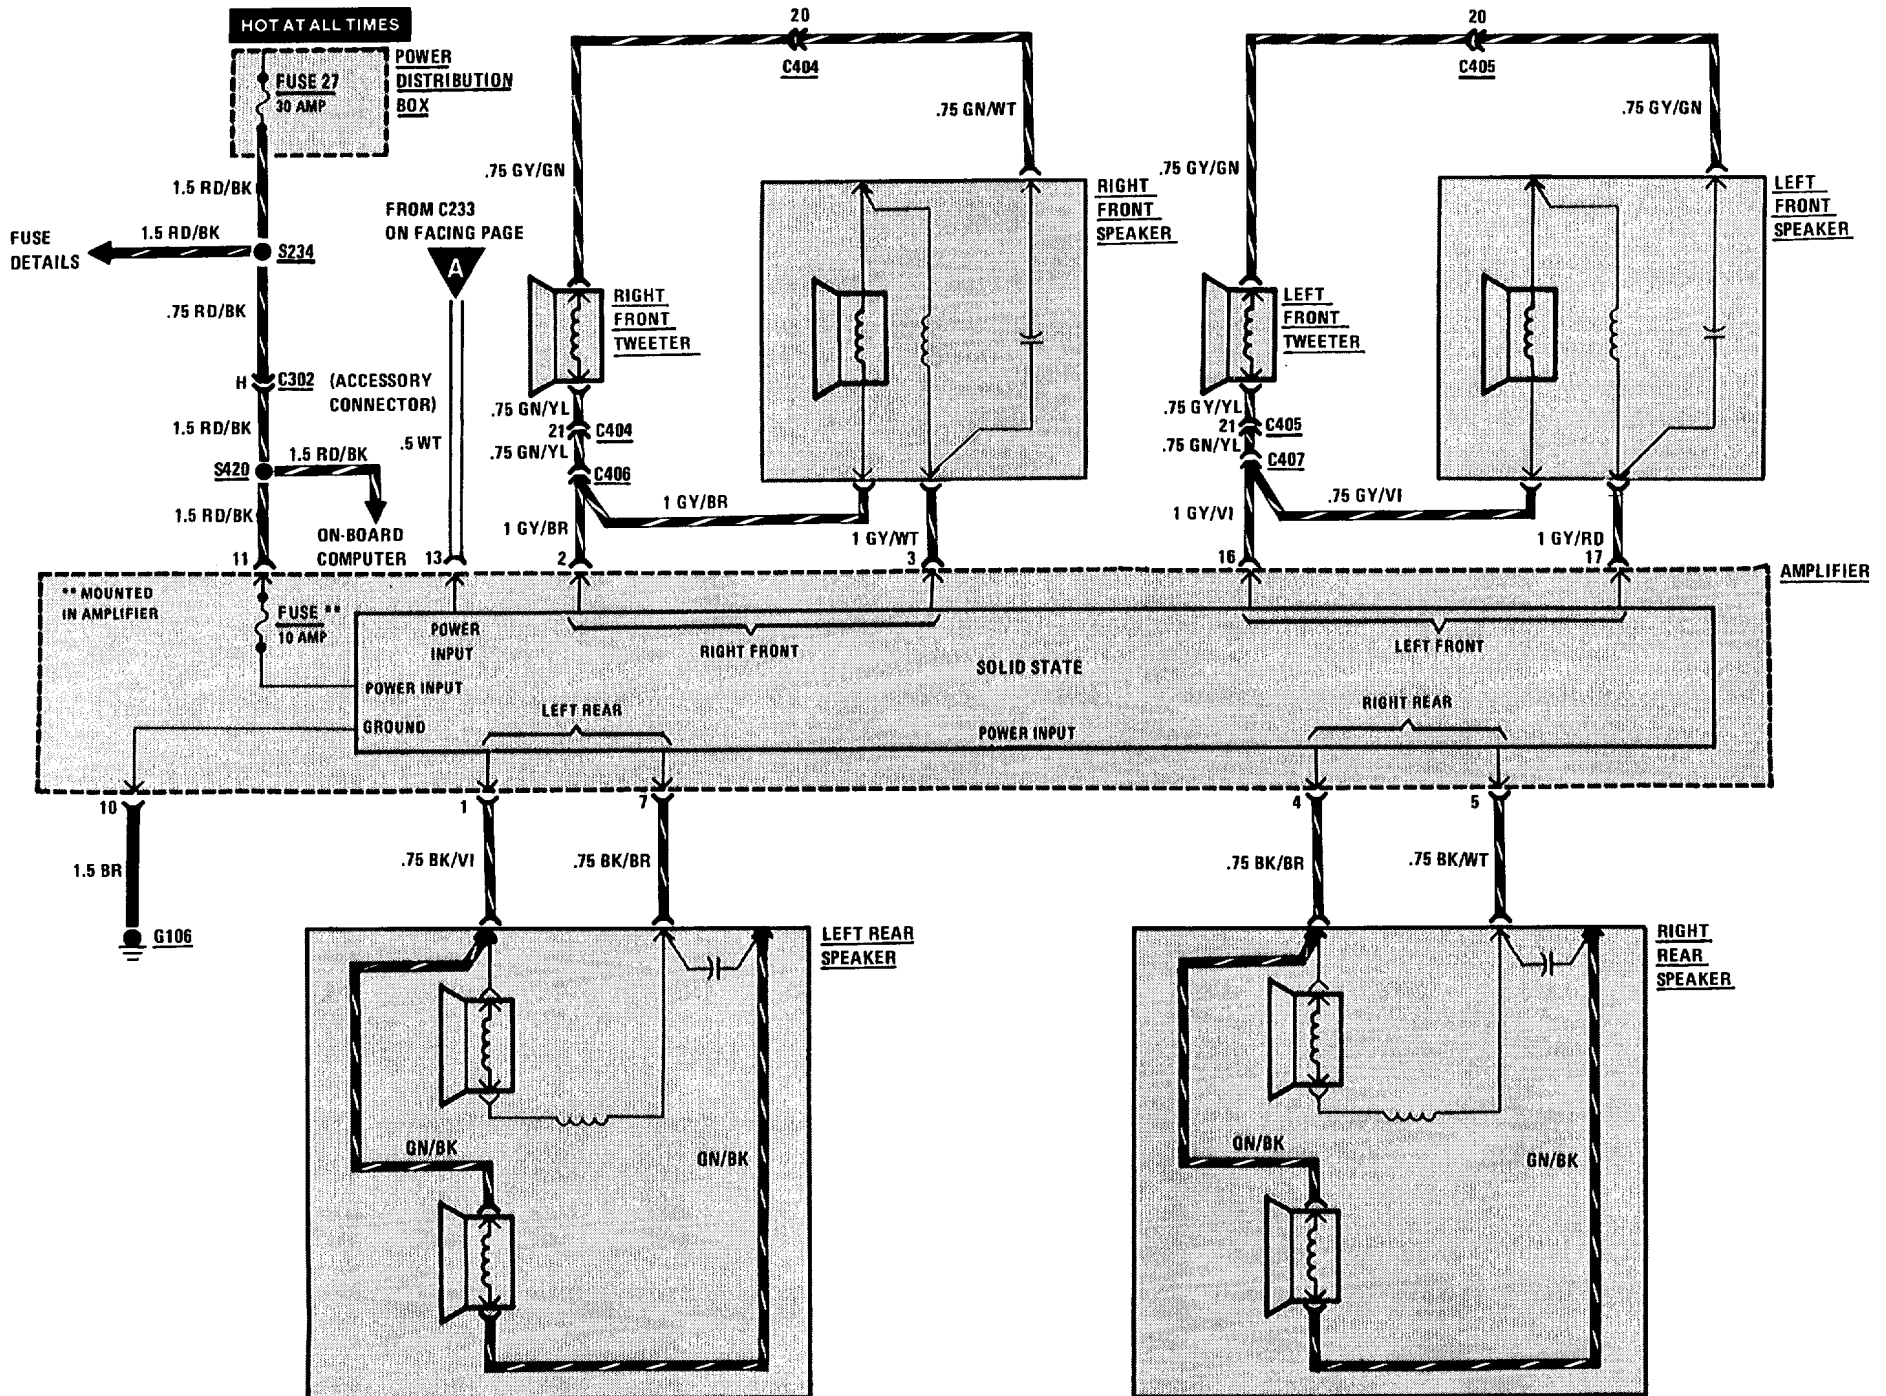 HOT AT ALL TIMES
POWER
DISTRIBUTION
BOX
FUSE 27
30 AMP
1.5 RD/BK
FUSE
DETAILS
1.5 RD/BK
S234
.75 RD/BK
H
C302
(ACCESSORY
CONNECTOR)
1.5 RD/BK
S420
1.5 RD/BK
1.5 RD/BK
ON-BOARD
COMPUTER
11
FROM C233
ON FACING PAGE
A
.5 WT
13
20
C404
.75 GY/GN
.75 GN/WT
RIGHT
FRONT
SPEAKER
RIGHT
FRONT
TWEETER
.75 GN/YL
21
C404
.75 GN/YL
C406
1 GY/BR
1 GY/BR
2
1 GY/WT
3
20
C405
.75 GY/GN
.75 GY/GN
LEFT
FRONT
SPEAKER
LEFT
FRONT
TWEETER
.75 GY/YL
21
C405
.75 GN/YL
C407
1 GY/VI
.75 GY/VI
16
1 GY/RD
17
AMPLIFIER
** MOUNTED
IN AMPLIFIER
FUSE **
10 AMP
POWER
INPUT
RIGHT FRONT
SOLID STATE
LEFT FRONT
POWER INPUT
GROUND
LEFT REAR
POWER INPUT
RIGHT REAR
10
1
7
4
5
1.5 BR
G106
.75 BK/VI
.75 BK/BR
.75 BK/BR
.75 BK/WT
LEFT REAR
SPEAKER
RIGHT
REAR
SPEAKER
GN/BK
GN/BK
GN/BK
GN/BK